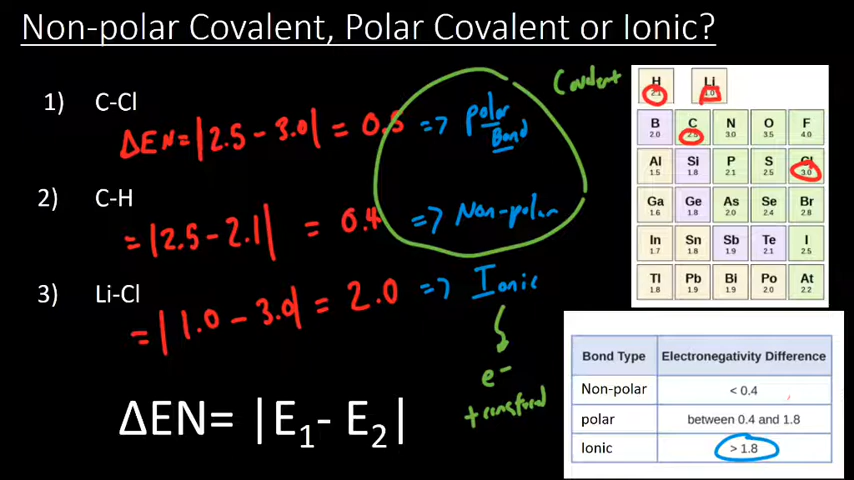 Non-polar Covalent, Polar Covalent or Ionic?
1) C-Cl
ΔEN=|2.5 - 3.0| = 0.5 => polar Bond
2) C-H
= |2.5 - 2.1| = 0.4 => Non-polar
3) Li-Cl
= |1.0 - 3.0| = 2.0 => Ionic
Covalent
e-
transfered
ΔEN= |E1- E2|
H Li
2.1 1.0
B C N O F
2.0 2.5 3.0 3.5 4.0
Al Si P S Cl
1.5 1.8 2.1 2.5 3.0
Ga Ge As Se Br
1.6 1.8 2.0 2.4 2.8
In Sn Sb Te I
1.7 1.8 1.9 2.1 2.5
Tl Pb Bi Po At
1.8 1.9 1.9 2.0 2.2
Bond Type Electronegativity Difference
Non-polar < 0.4
polar between 0.4 and 1.8
Ionic > 1.8